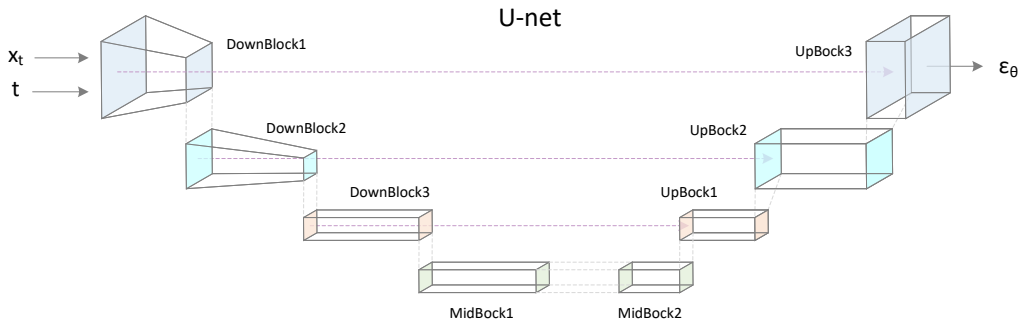 U-net
DownBlock1
UpBock3
xt
εθ
t
DownBlock2
UpBock2
DownBlock3
UpBock1
MidBock1
MidBock2